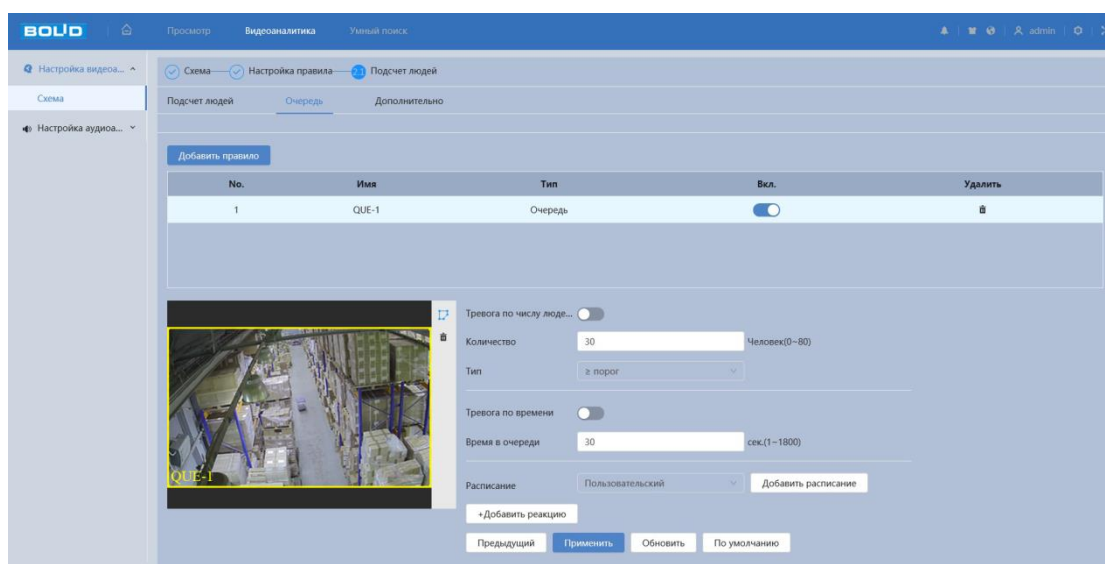 BOLID Просмотр Видеоаналитика Умный поиск admin
Настройка видеоа... Схема Настройка правила 2.1 Подсчет людей
Схема Подсчет людей Очередь Дополнительно
Настройка аудиоа...
Добавить правило
No. Имя Тип Вкл. Удалить
1 QUE-1 Очередь
Тревога по числу люде...
Количество 30 Человек(0~80)
Тип ≥ порог
Тревога по времени
Время в очереди 30 сек.(1~1800)
QUE-1
Расписание Пользовательский Добавить расписание
+Добавить реакцию
Предыдущий Применить Обновить По умолчанию